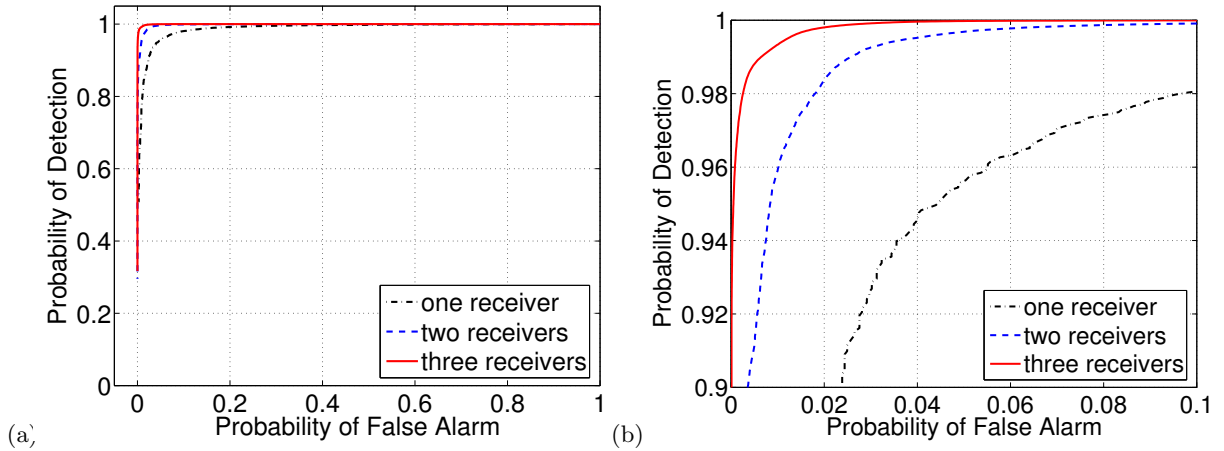 Probability of Detection
1
0.8
0.6
0.4
0.2
0
0
0.2
0.4
0.6
0.8
1
Probability of False Alarm
one receiver
two receivers
three receivers
(a),
Probability of Detection
1
0.98
0.96
0.94
0.92
0.9
0
0.02
0.04
0.06
0.08
0.1
Probability of False Alarm
one receiver
two receivers
three receivers
(b)